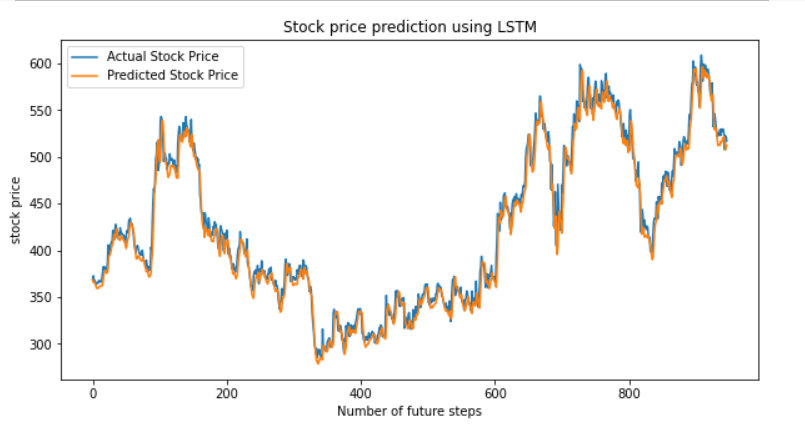 Stock price prediction using LSTM
Actual Stock Price
Predicted Stock Price
600
550
500
450
400
350
300
stock price
0 200 400 600 800
Number of future steps